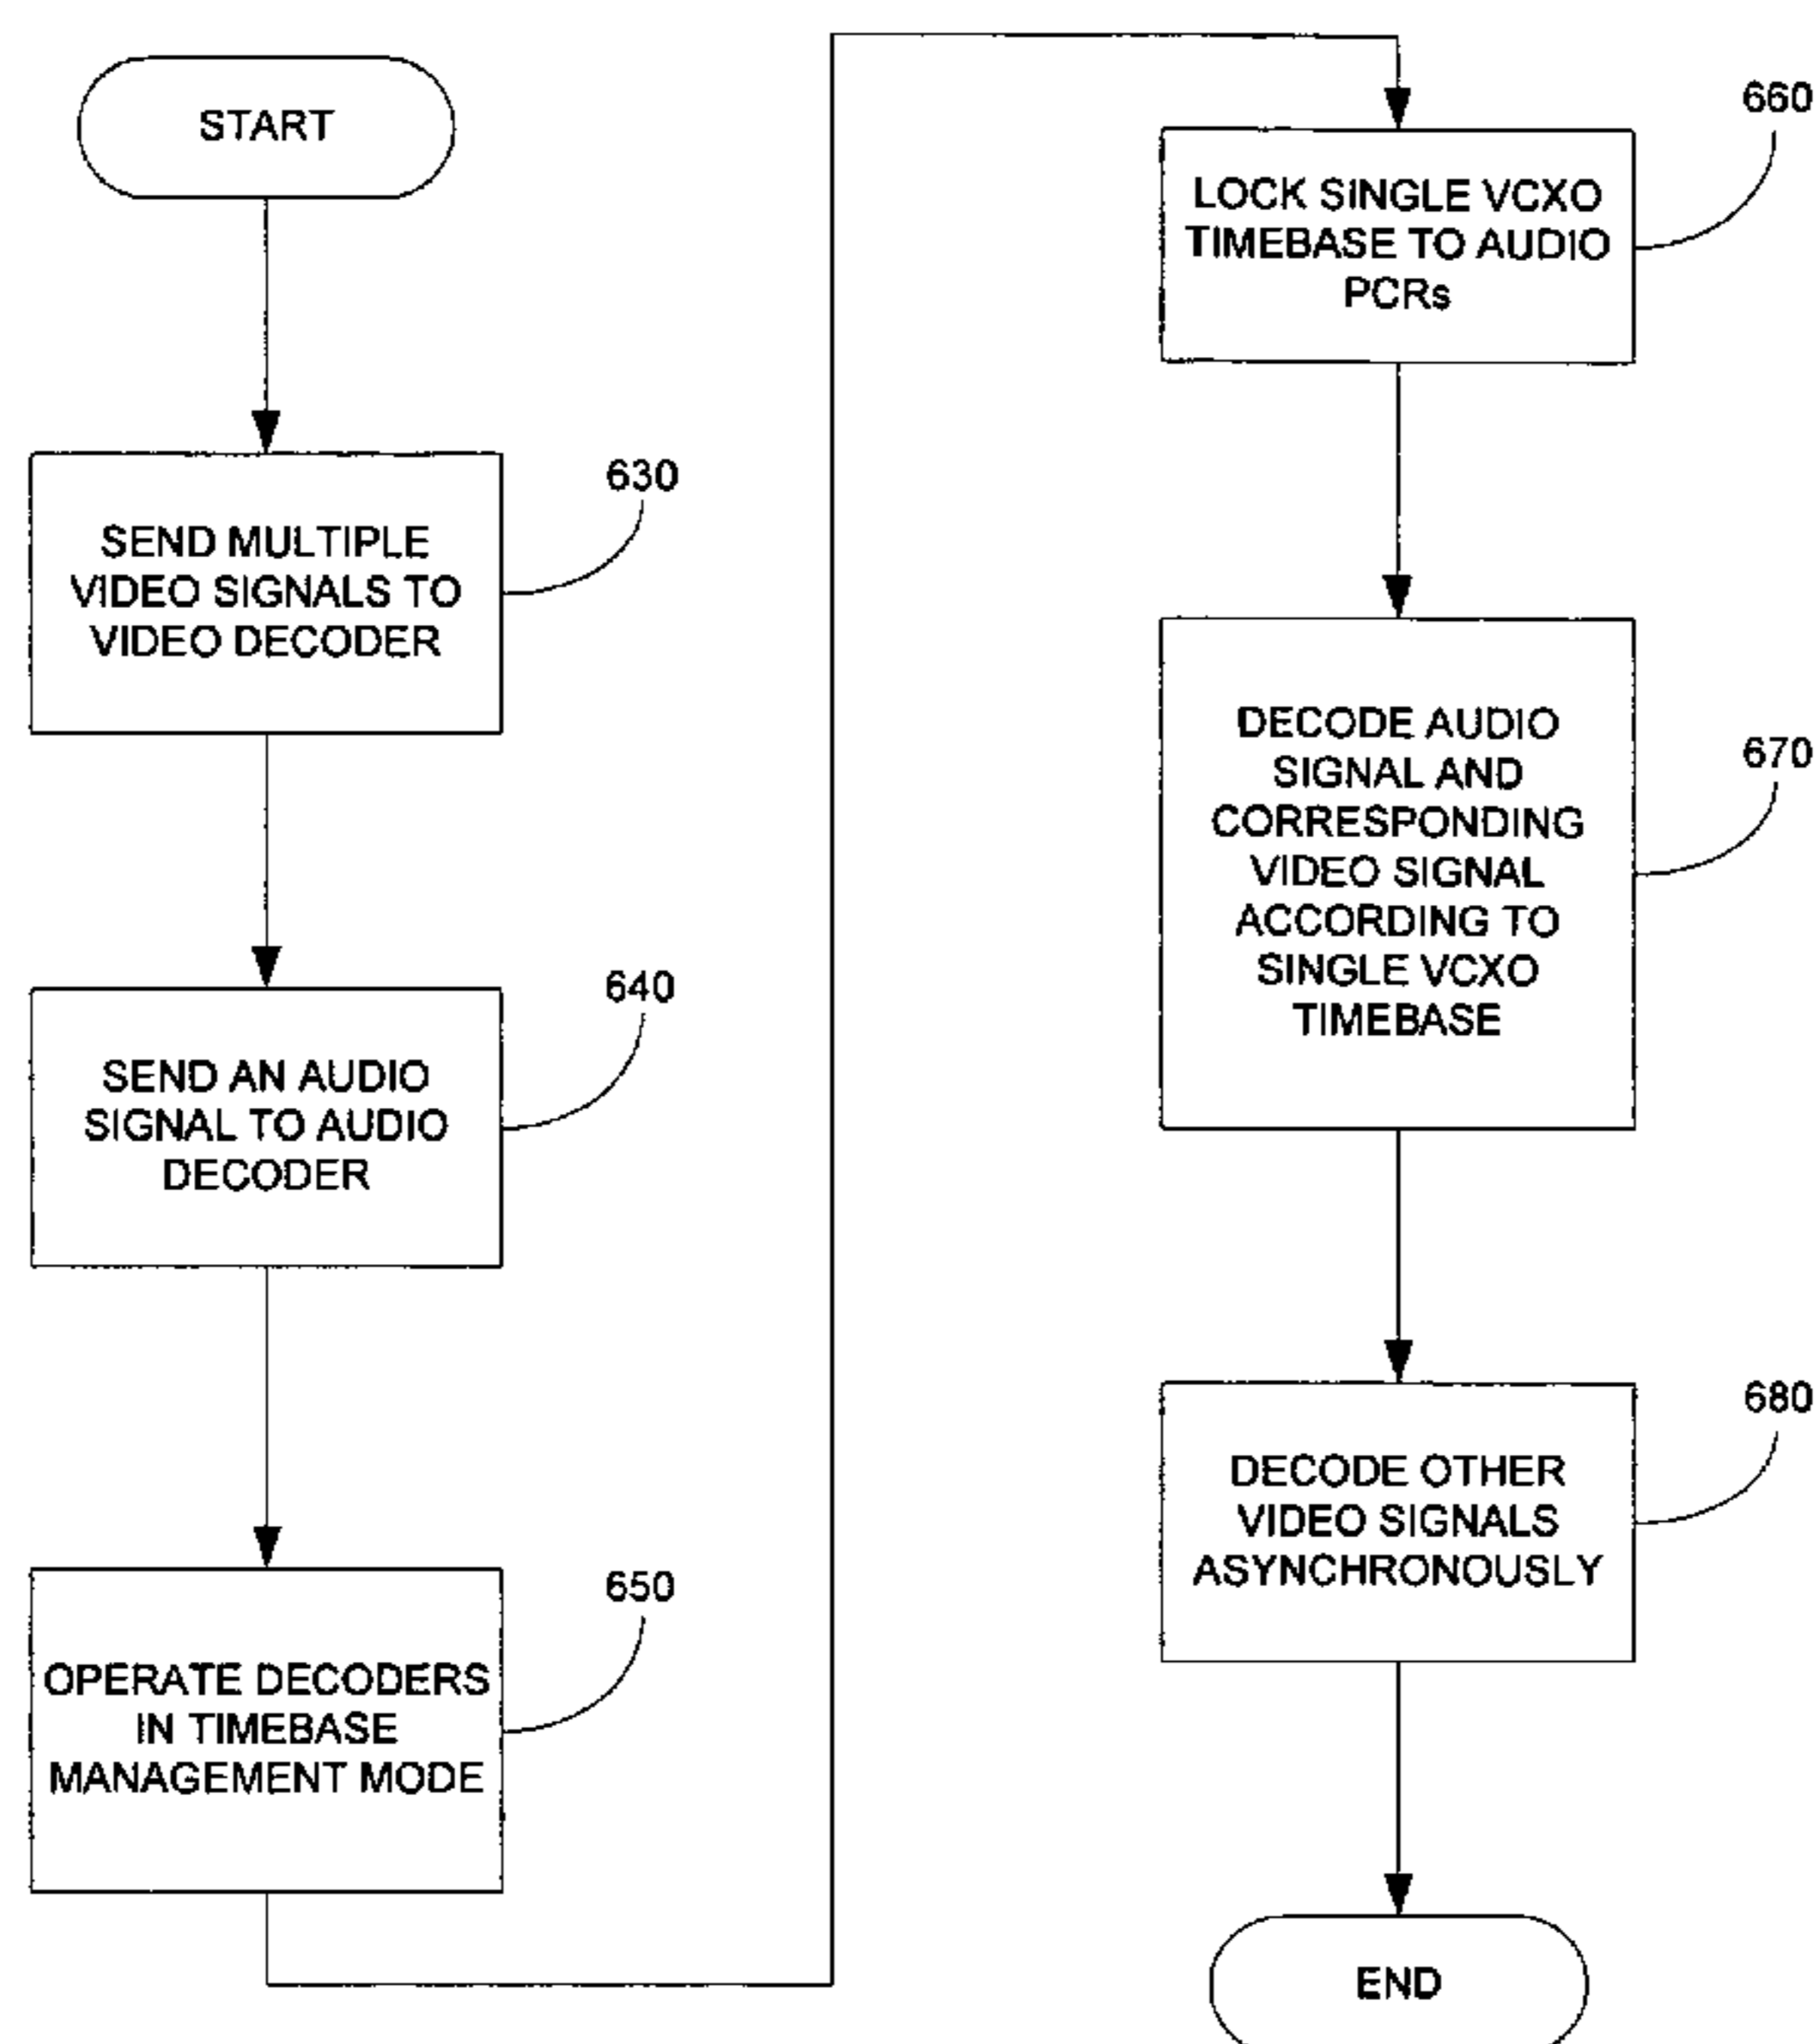 START
630
SEND MULTIPLE
VIDEO SIGNALS TO
VIDEO DECODER
640
SEND AN AUDIO
SIGNAL TO AUDIO
DECODER
650
OPERATE DECODERS
IN TIMEBASE
MANAGEMENT MODE
660
LOCK SINGLE VCXO
TIMEBASE TO AUDIO
PCRs
670
DECODE AUDIO
SIGNAL AND
CORRESPONDING
VIDEO SIGNAL
ACCORDING TO
SINGLE VCXO
TIMEBASE
680
DECODE OTHER
VIDEO SIGNALS
ASYNCHRONOUSLY
END